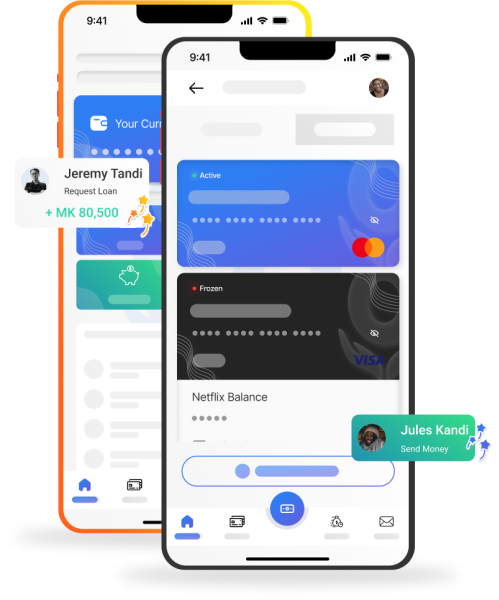 9:41
9:41
Your Curr
Jeremy Tandi
Request Loan
+ MK 80,500
Active
Frozen
VISA
Netflix Balance
Jules Kandi
Send Money